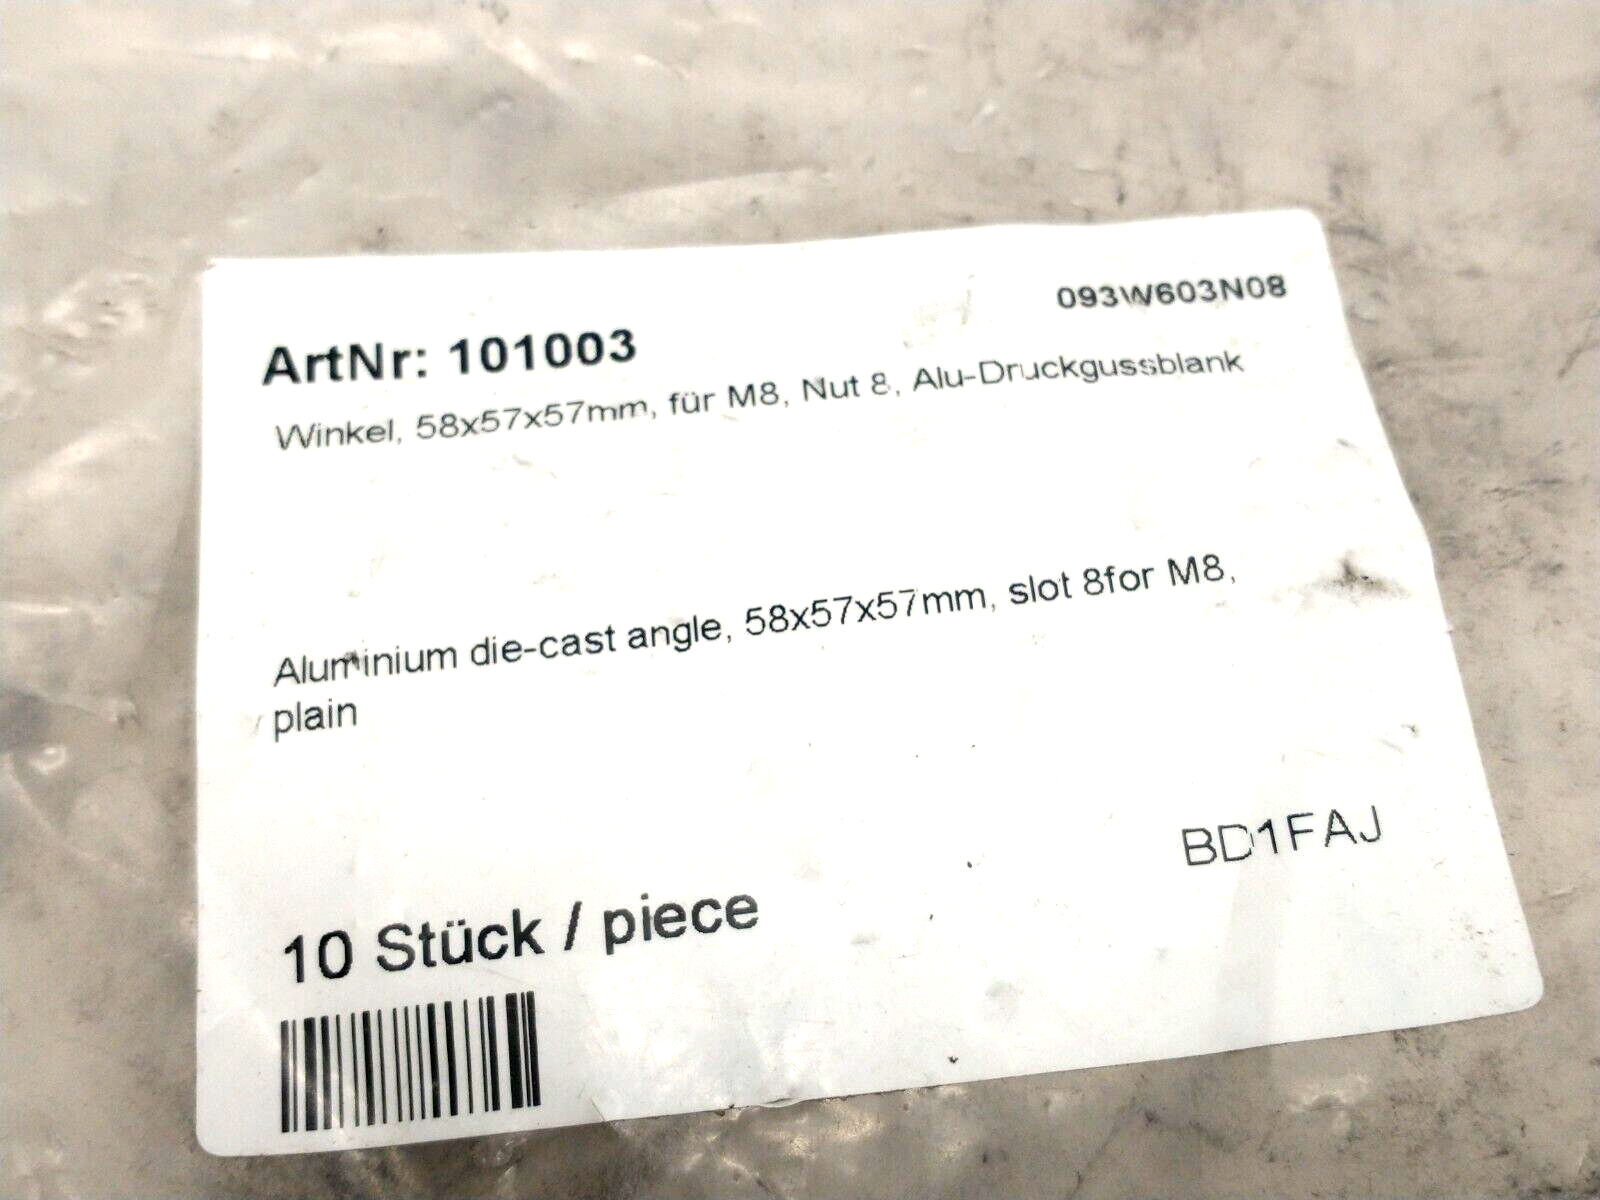 093W603N08
ArtNr: 101003
Winkel, 58x57x57mm, für M8, Nut 8, Alu-Druckgussblank
Aluminium die-cast angle, 58x57x57mm, slot 8for M8,
plain
BD1FAJ
10 Stück / piece